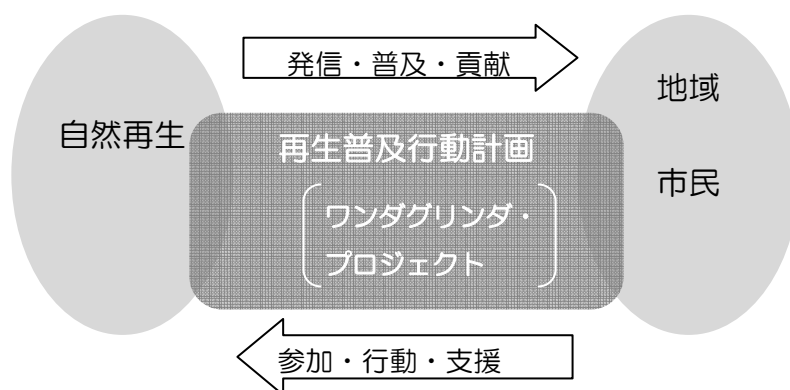 発信・普及・貢献
地域
自然再生
再生普及行動計画
市民
ワンダグリンダ・
プロジェクト
参加・行動・支援